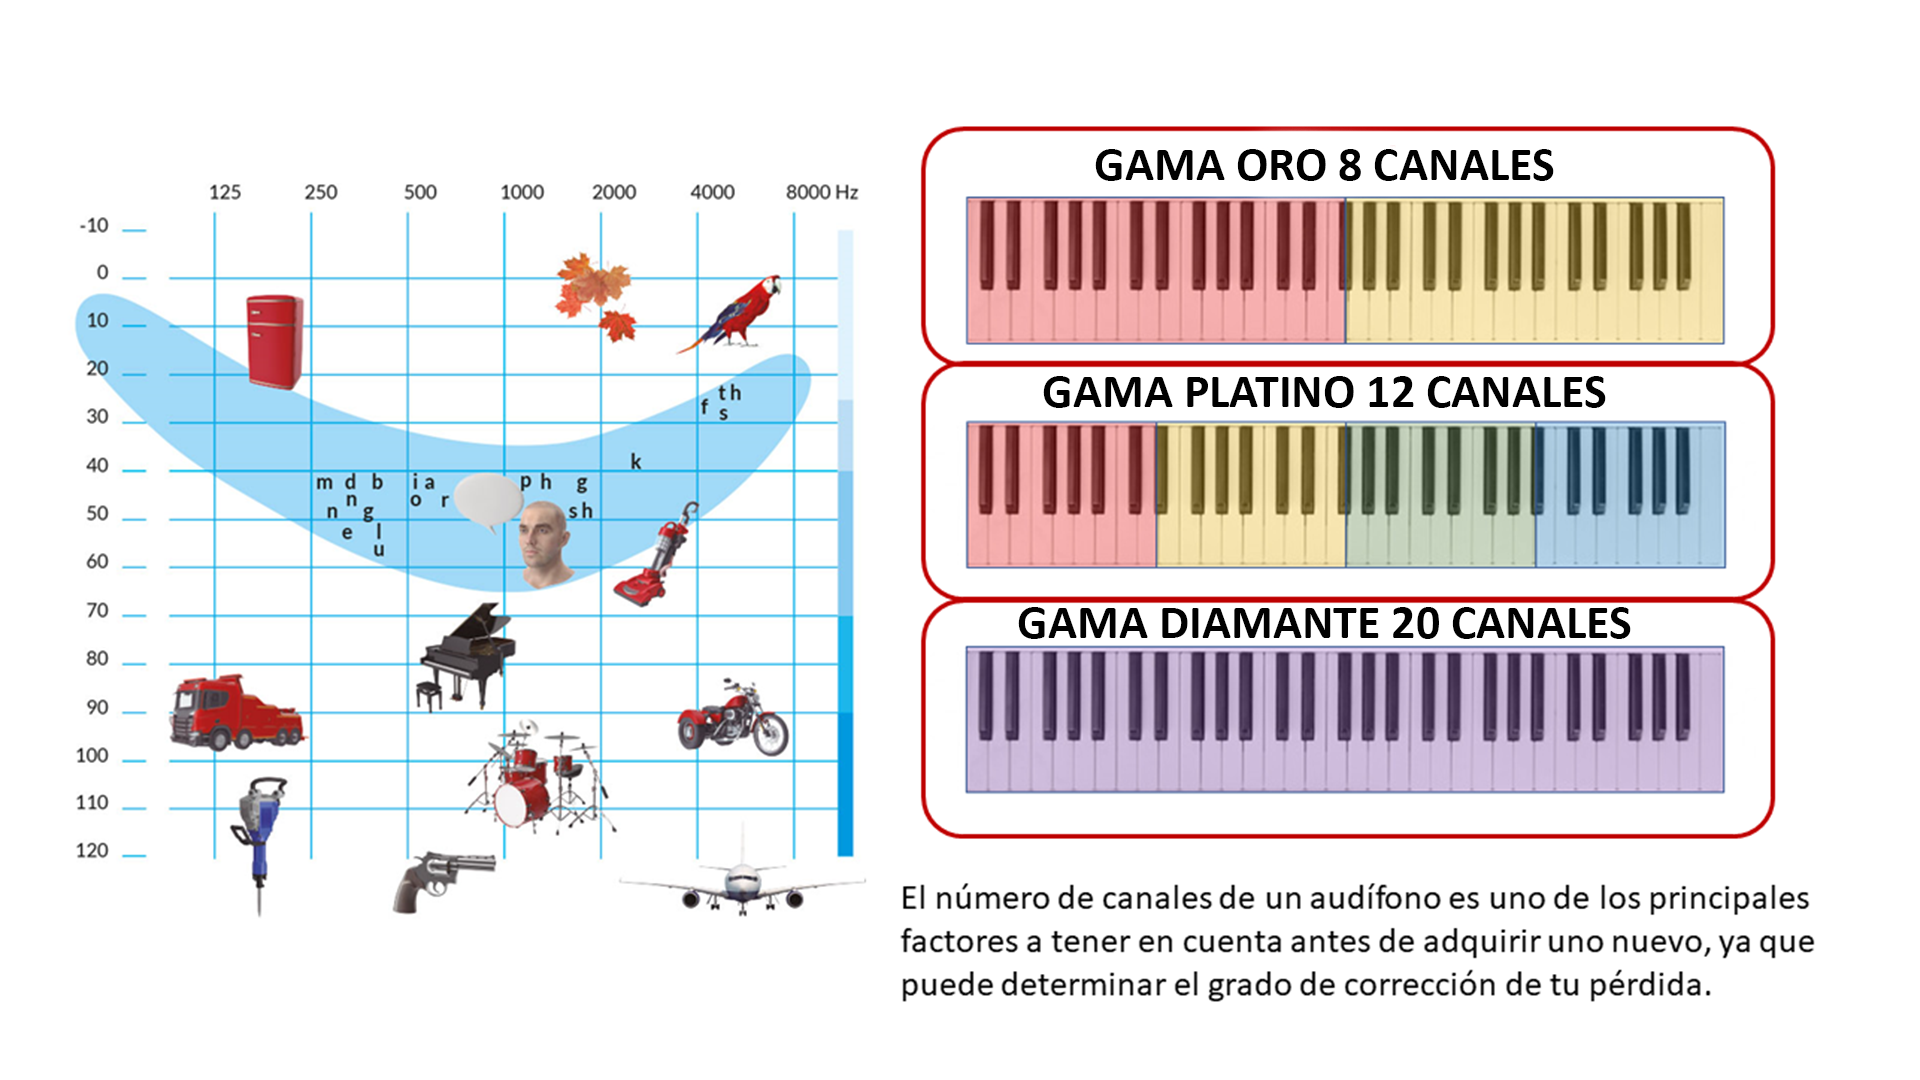 125 250 500 1000 2000 4000 8000 Hz
-10
0
10
20
30
40
50
60
70
80
90
100
110
120
th
f s
k
m d b i a p h g
n o r
n g sh
e l
u
GAMA ORO 8 CANALES
GAMA PLATINO 12 CANALES
GAMA DIAMANTE 20 CANALES
El número de canales de un audífono es uno de los principales
factores a tener en cuenta antes de adquirir uno nuevo, ya que
puede determinar el grado de corrección de tu pérdida.